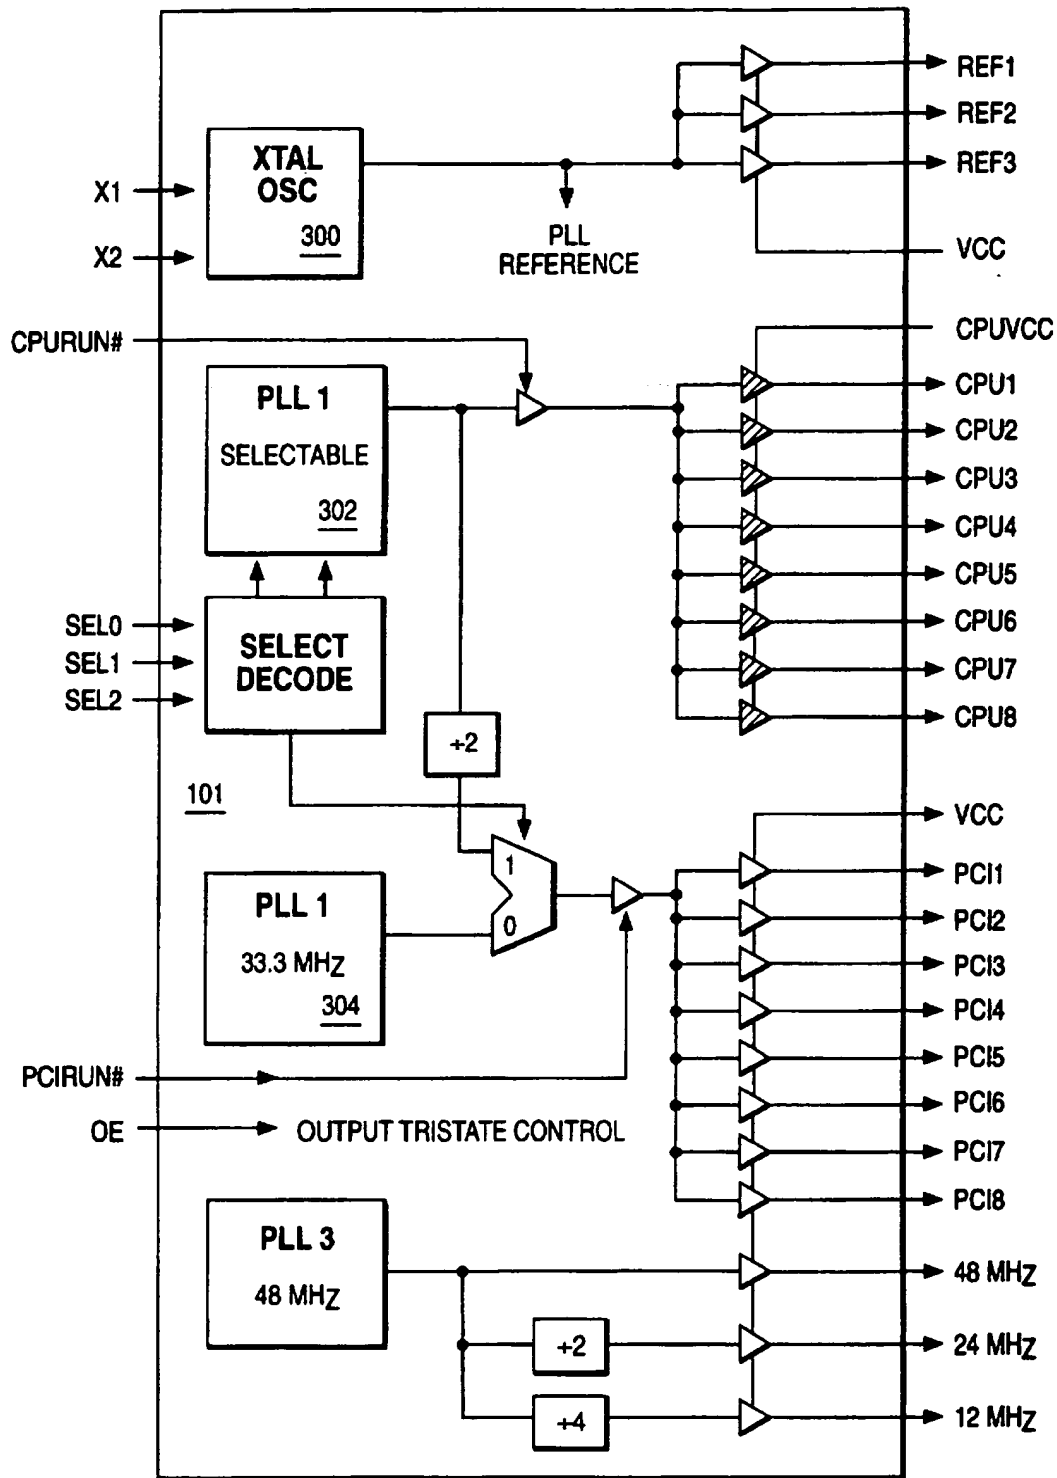 REF1
REF2
REF3
XTAL
OSC
300
X1
X2
PLL
REFERENCE
VCC
CPURUN#
CPUVCC
PLL 1
SELECTABLE
302
CPU1
CPU2
CPU3
CPU4
CPU5
CPU6
CPU7
CPU8
SEL0
SEL1
SEL2
SELECT
DECODE
÷2
101
VCC
1
0
PLL 1
33.3 MHZ
304
PCI1
PCI2
PCI3
PCI4
PCI5
PCI6
PCI7
PCI8
PCIRUN#
OE
OUTPUT TRISTATE CONTROL
PLL 3
48 MHZ
48 MHZ
÷2
24 MHZ
÷4
12 MHZ